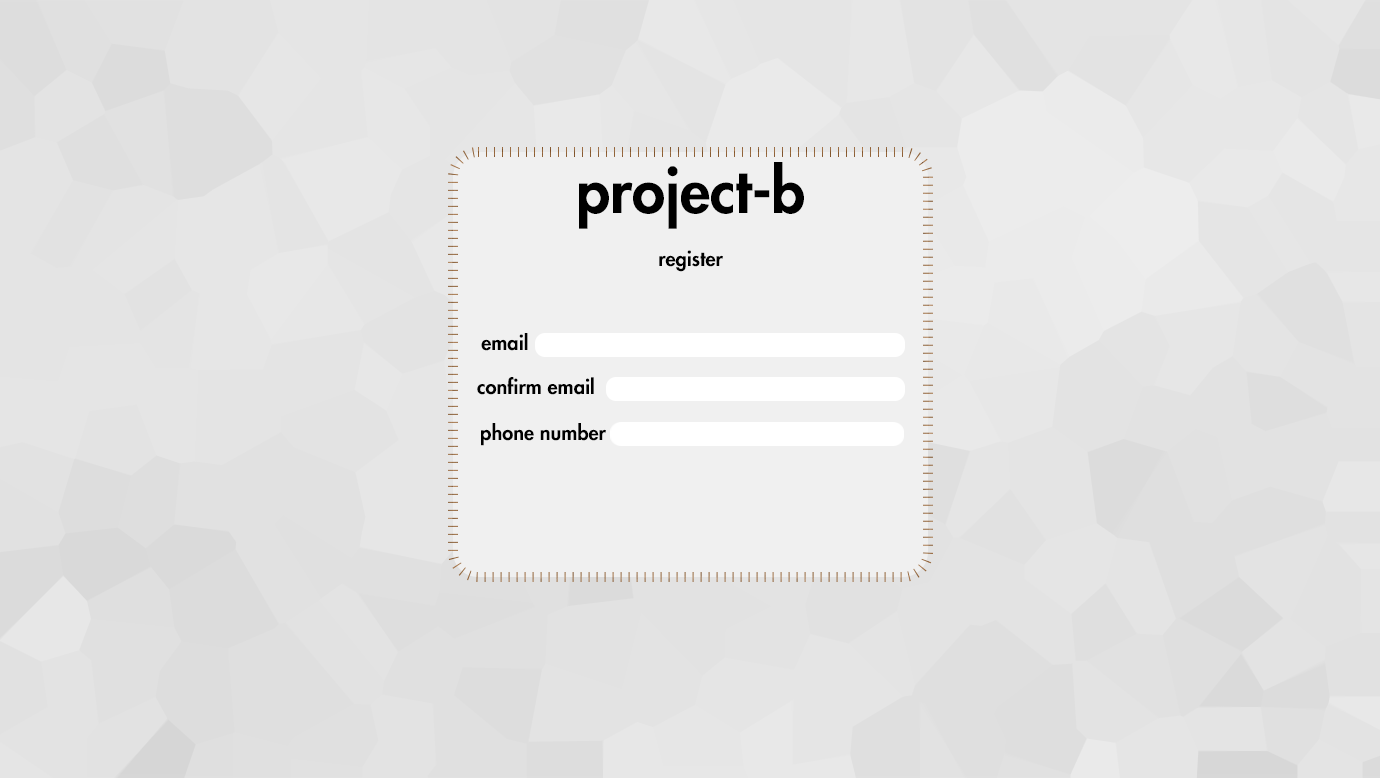 project-b
register
email
confirm email
phone number